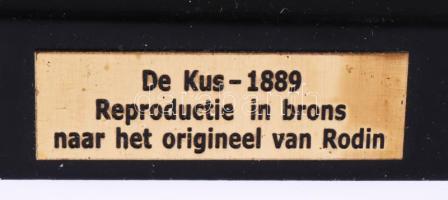 De Kus – 1889
Reproductie in brons
naar het origineel van Rodin